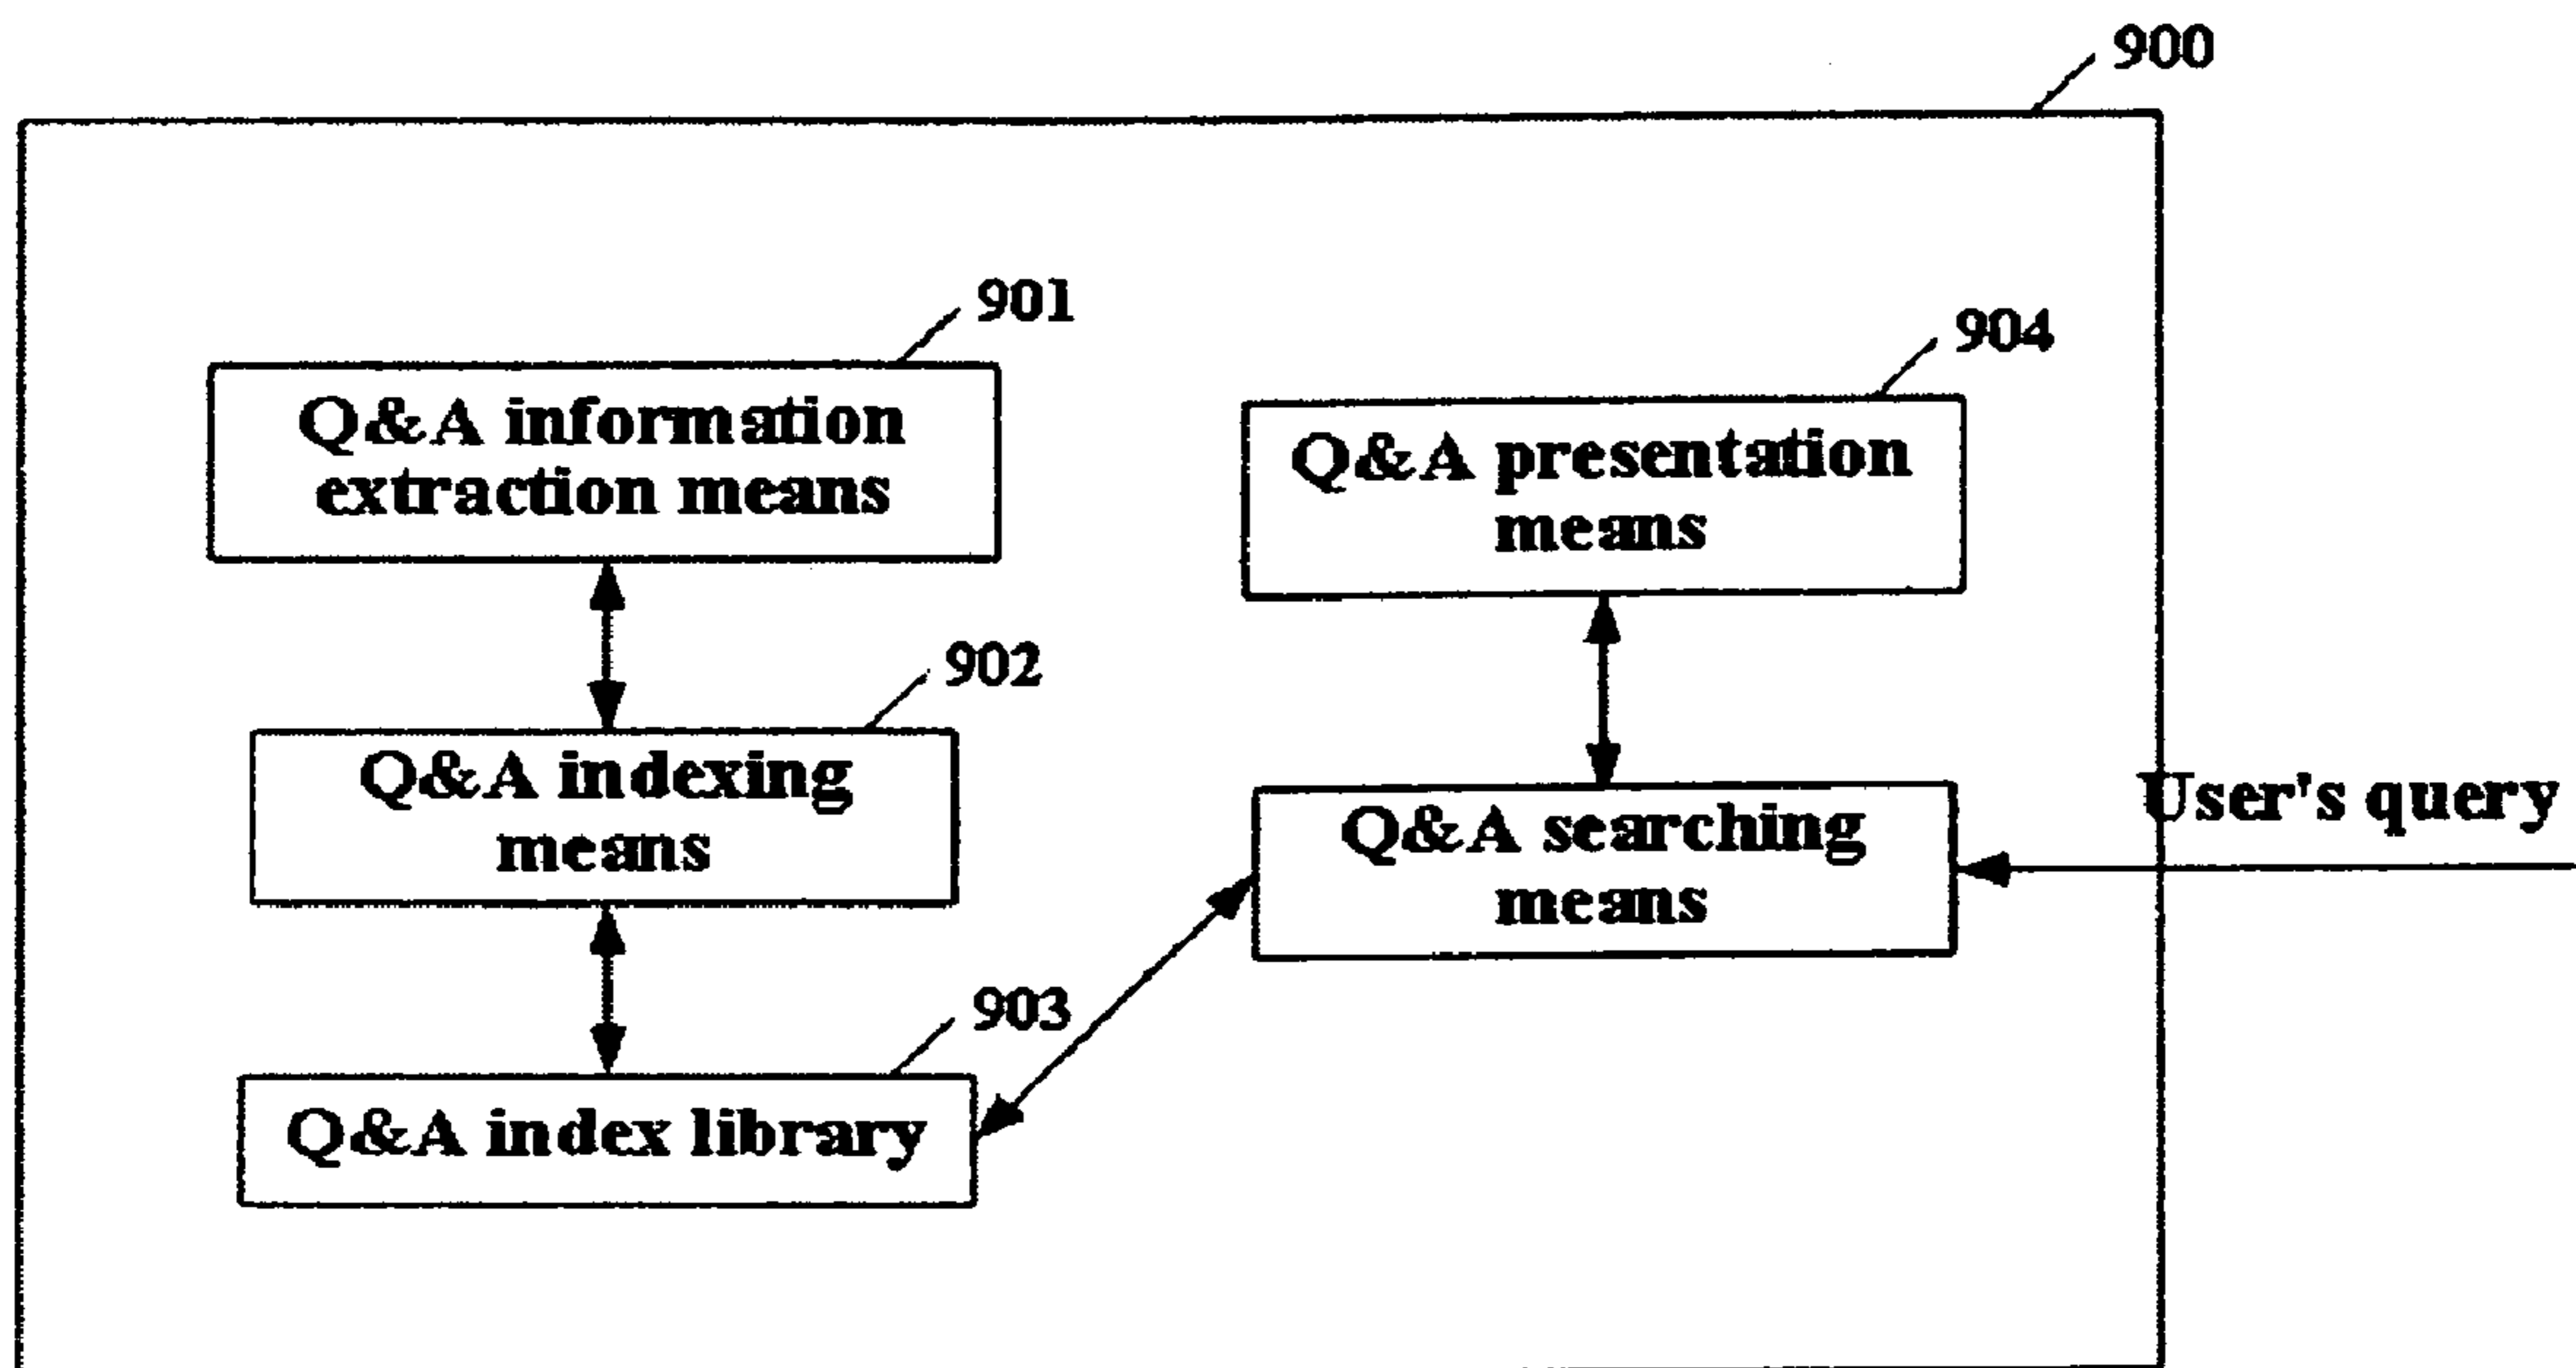 900
901
Q&A information
extraction means
904
Q&A presentation
means
902
Q&A indexing
means
User's query
Q&A searching
means
903
Q&A index library